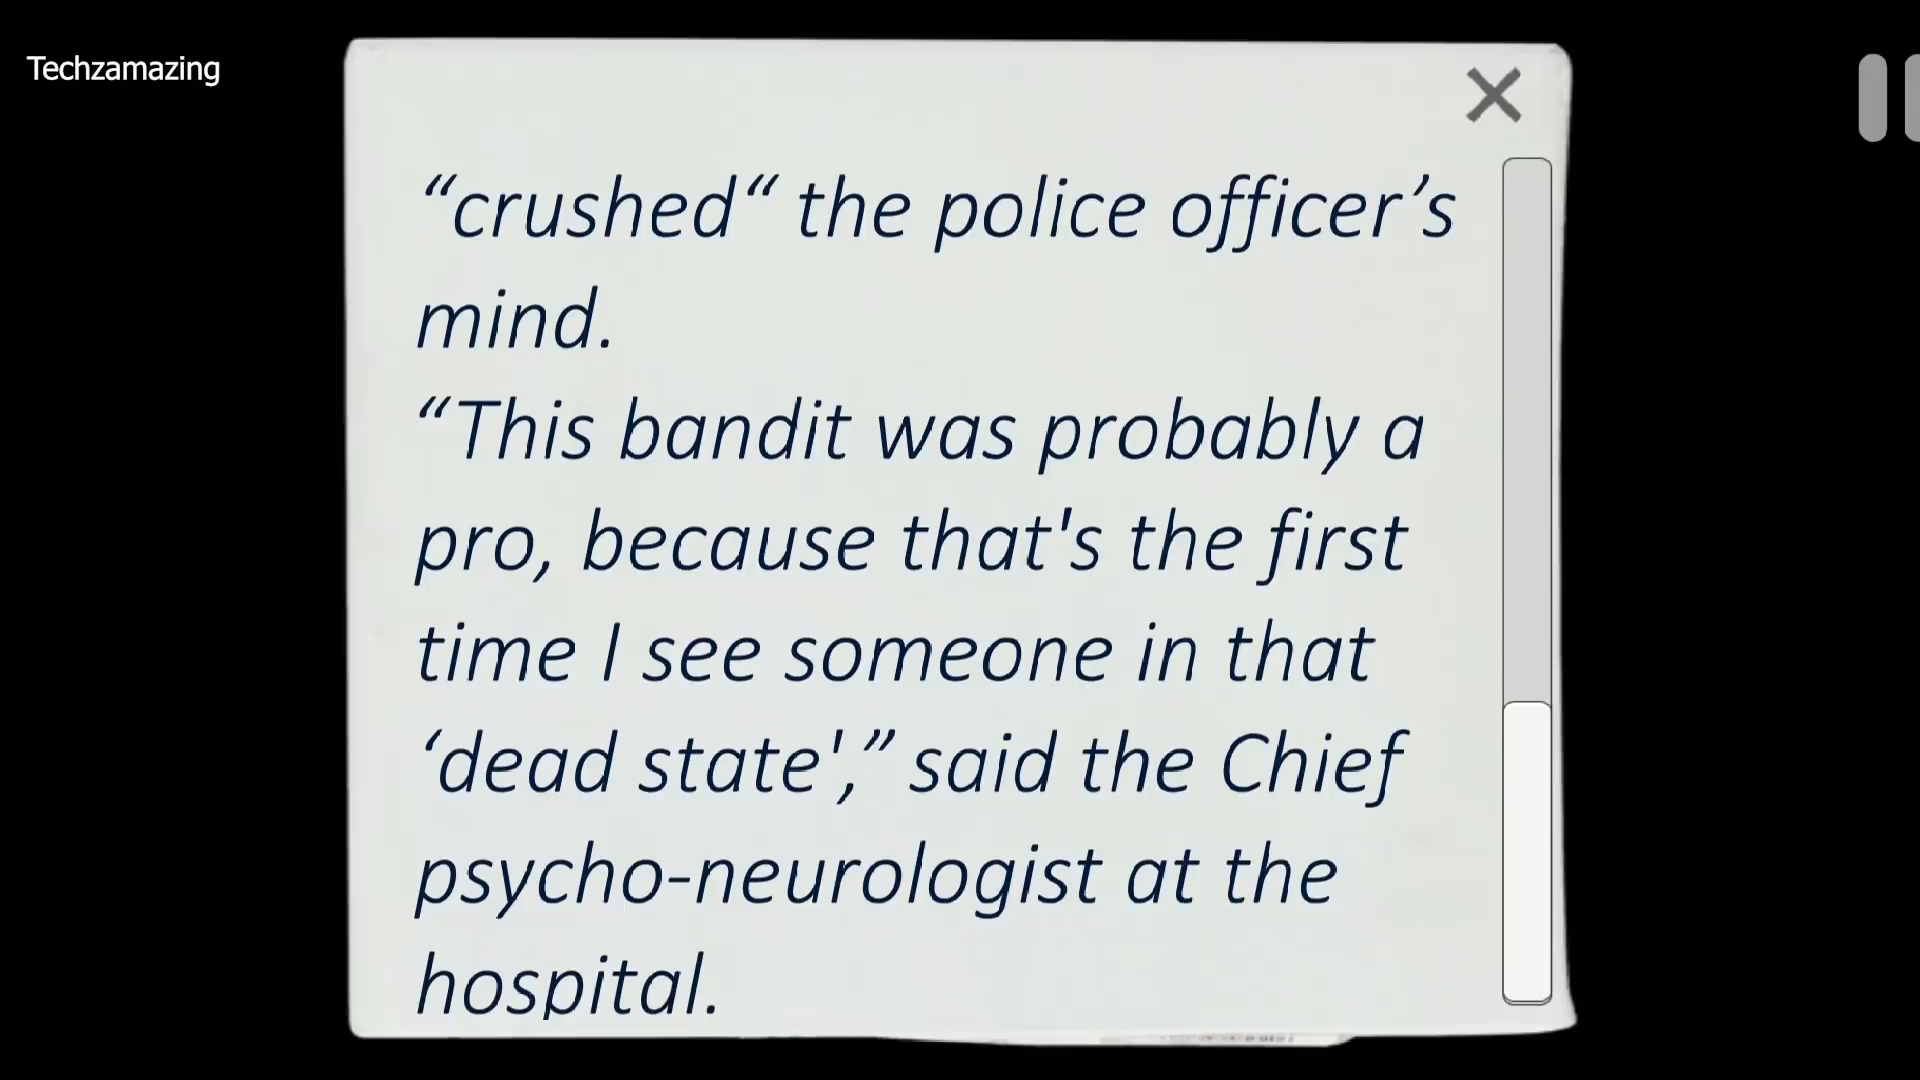 Techzamazing
“crushed“ the police officer’s
mind.
“This bandit was probably a
pro, because that's the first
time I see someone in that
‘dead state',” said the Chief
psycho-neurologist at the
hospital.